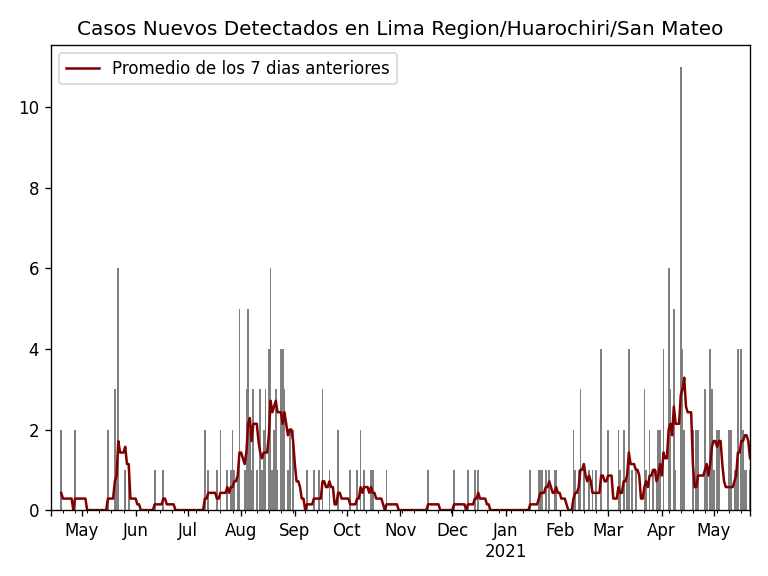 Casos Nuevos Detectados en Lima Region/Huarochiri/San Mateo
Promedio de los 7 dias anteriores
10
8
6
4
2
0
May Jun Jul Aug Sep Oct Nov Dec Jan Feb Mar Apr May
2021